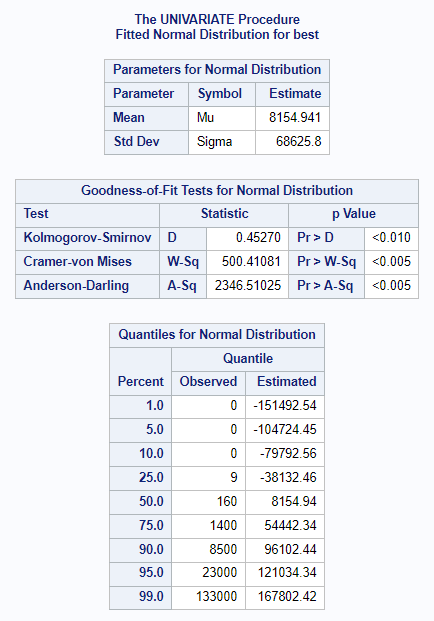 The UNIVARIATE Procedure
Fitted Normal Distribution for best
Parameters for Normal Distribution
Parameter Symbol Estimate
Mean Mu 8154.941
Std Dev Sigma 68625.8
Goodness-of-Fit Tests for Normal Distribution
Test Statistic p Value
Kolmogorov-Smirnov D 0.45270 Pr > D <0.010
Cramer-von Mises W-Sq 500.41081 Pr > W-Sq <0.005
Anderson-Darling A-Sq 2346.51025 Pr > A-Sq <0.005
Quantiles for Normal Distribution
Quantile
Percent Observed Estimated
1.0 0 -151492.54
5.0 0 -104724.45
10.0 0 -79792.56
25.0 9 -38132.46
50.0 160 8154.94
75.0 1400 54442.34
90.0 8500 96102.44
95.0 23000 121034.34
99.0 133000 167802.42